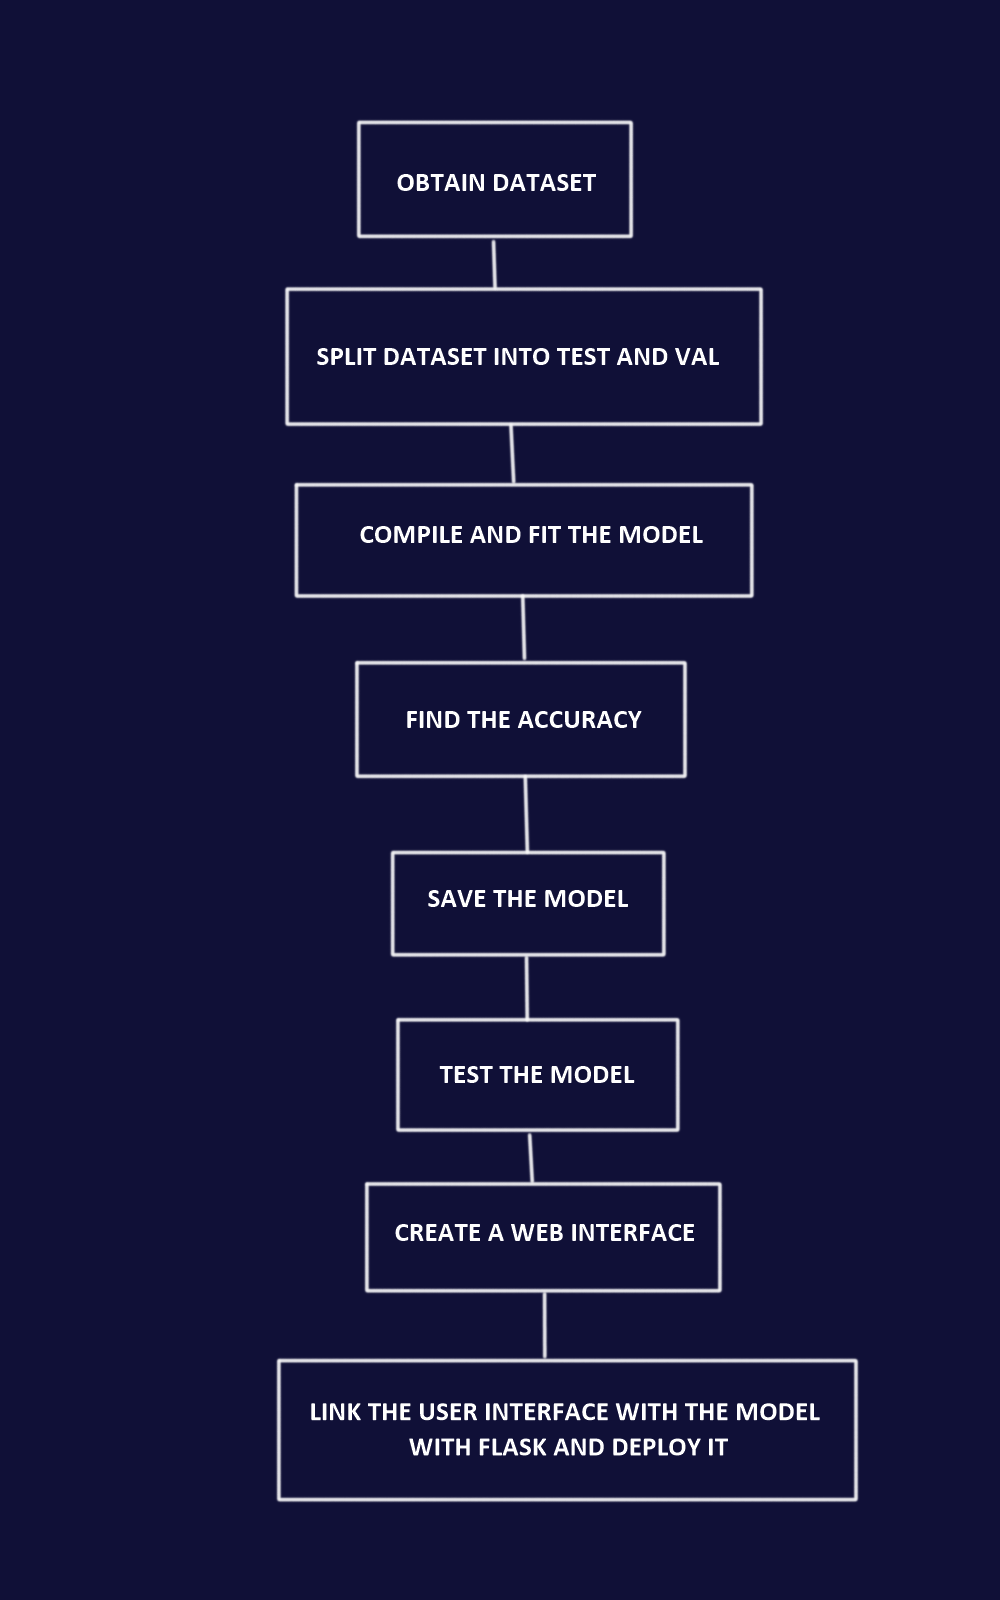 OBTAIN DATASET
SPLIT DATASET INTO TEST AND VAL
COMPILE AND FIT THE MODEL
FIND THE ACCURACY
SAVE THE MODEL
TEST THE MODEL
CREATE A WEB INTERFACE
LINK THE USER INTERFACE WITH THE MODEL
WITH FLASK AND DEPLOY IT